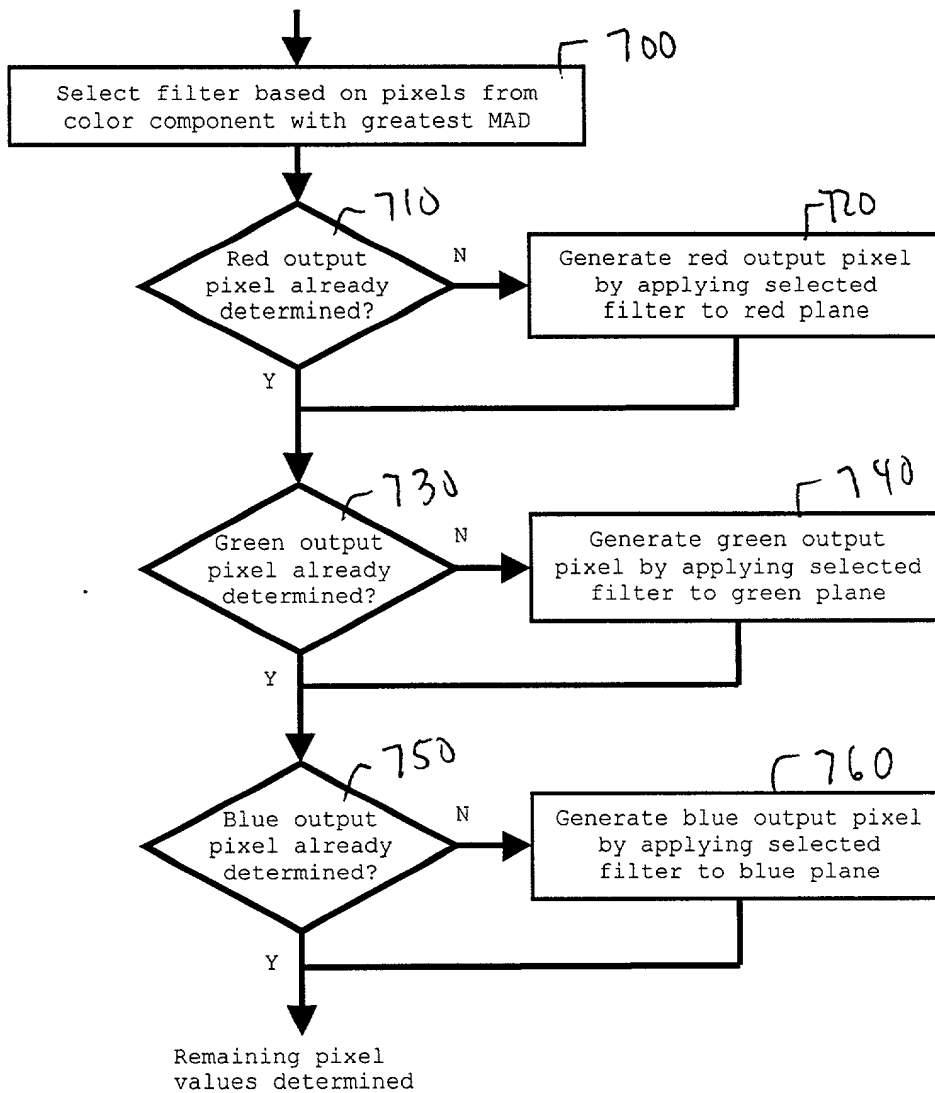 700
Select filter based on pixels from
color component with greatest MAD
710
Red output
pixel already
determined?
N
Y
720
Generate red output pixel
by applying selected
filter to red plane
730
Green output
pixel already
determined?
N
Y
740
Generate green output
pixel by applying selected
filter to green plane
750
Blue output
pixel already
determined?
N
Y
760
Generate blue output pixel
by applying selected
filter to blue plane
Remaining pixel
values determined